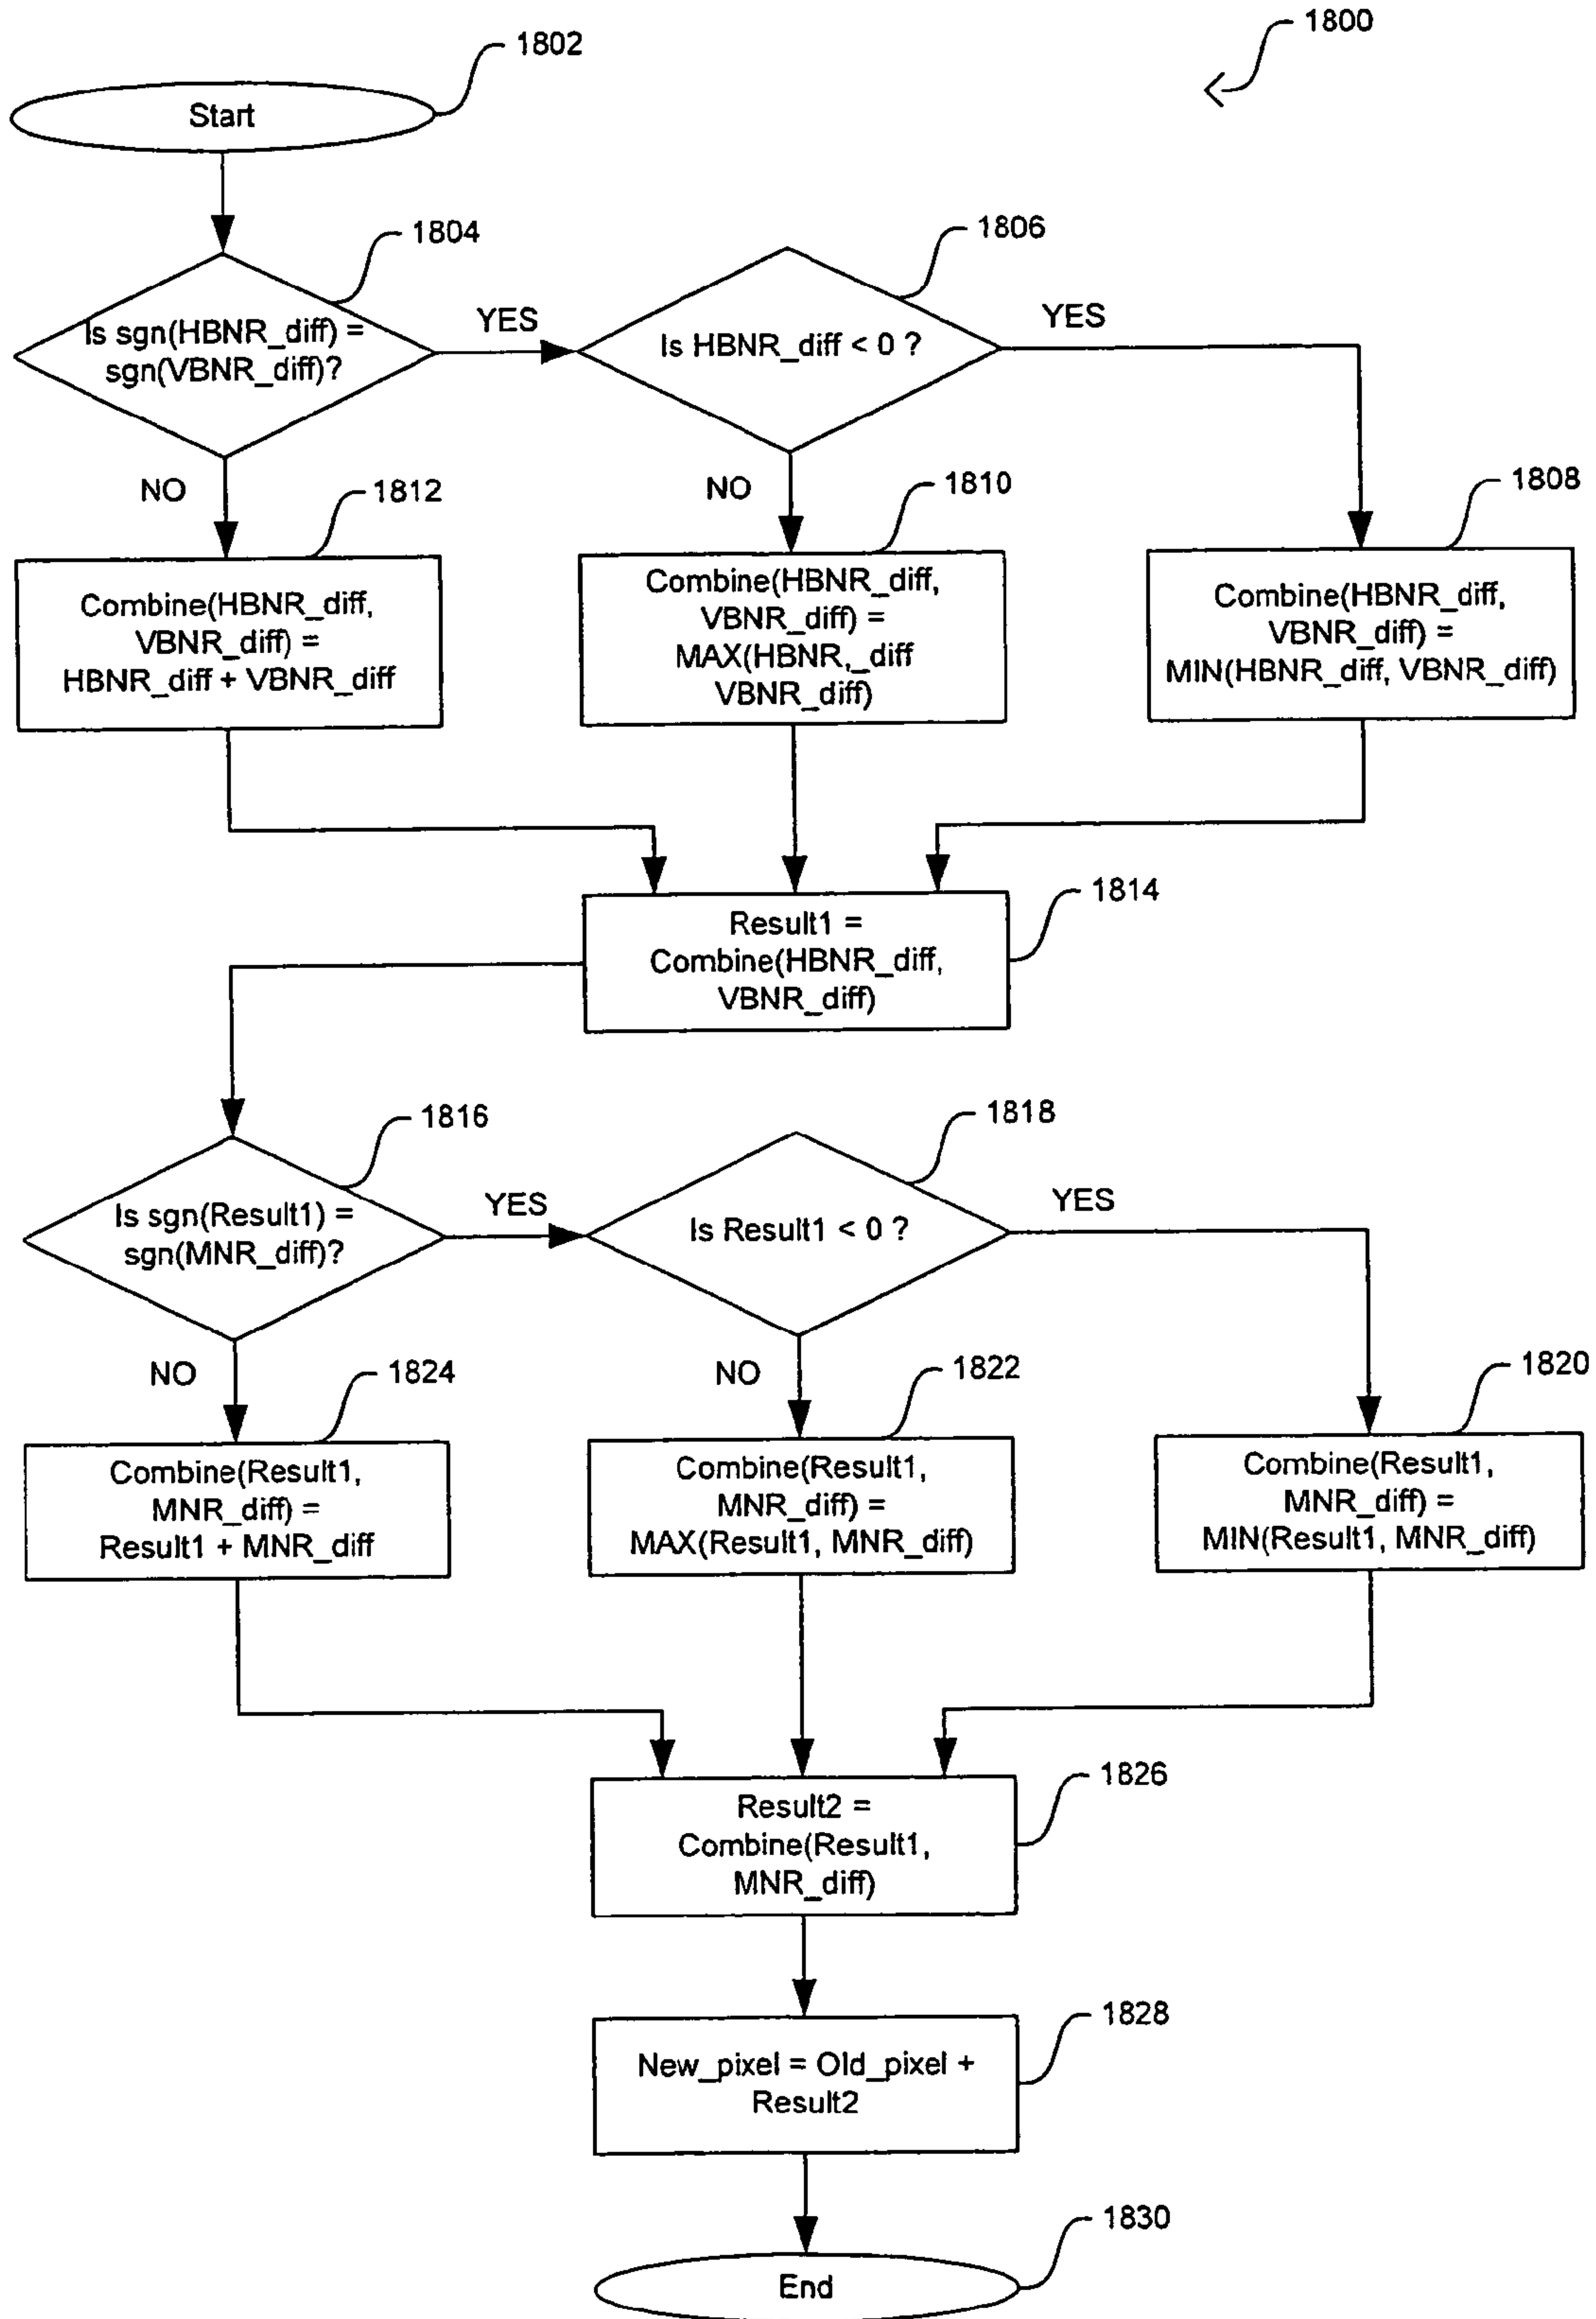 1800
1802
Start
1804
Is sgn(HBNR_diff) =
sgn(VBNR_diff)?
YES
1806
Is HBNR_diff < 0 ?
YES
NO
1812
Combine(HBNR_diff,
VBNR_diff) =
HBNR_diff + VBNR_diff
NO
1810
Combine(HBNR_diff,
VBNR_diff) =
MAX(HBNR,_diff
VBNR_diff)
1808
Combine(HBNR_diff,
VBNR_diff) =
MIN(HBNR_diff, VBNR_diff)
1814
Result1 =
Combine(HBNR_diff,
VBNR_diff)
1816
Is sgn(Result1) =
sgn(MNR_diff)?
YES
1818
Is Result1 < 0 ?
YES
NO
1824
Combine(Result1,
MNR_diff) =
Result1 + MNR_diff
NO
1822
Combine(Result1,
MNR_diff) =
MAX(Result1, MNR_diff)
1820
Combine(Result1,
MNR_diff) =
MIN(Result1, MNR_diff)
1826
Result2 =
Combine(Result1,
MNR_diff)
1828
New_pixel = Old_pixel +
Result2
1830
End